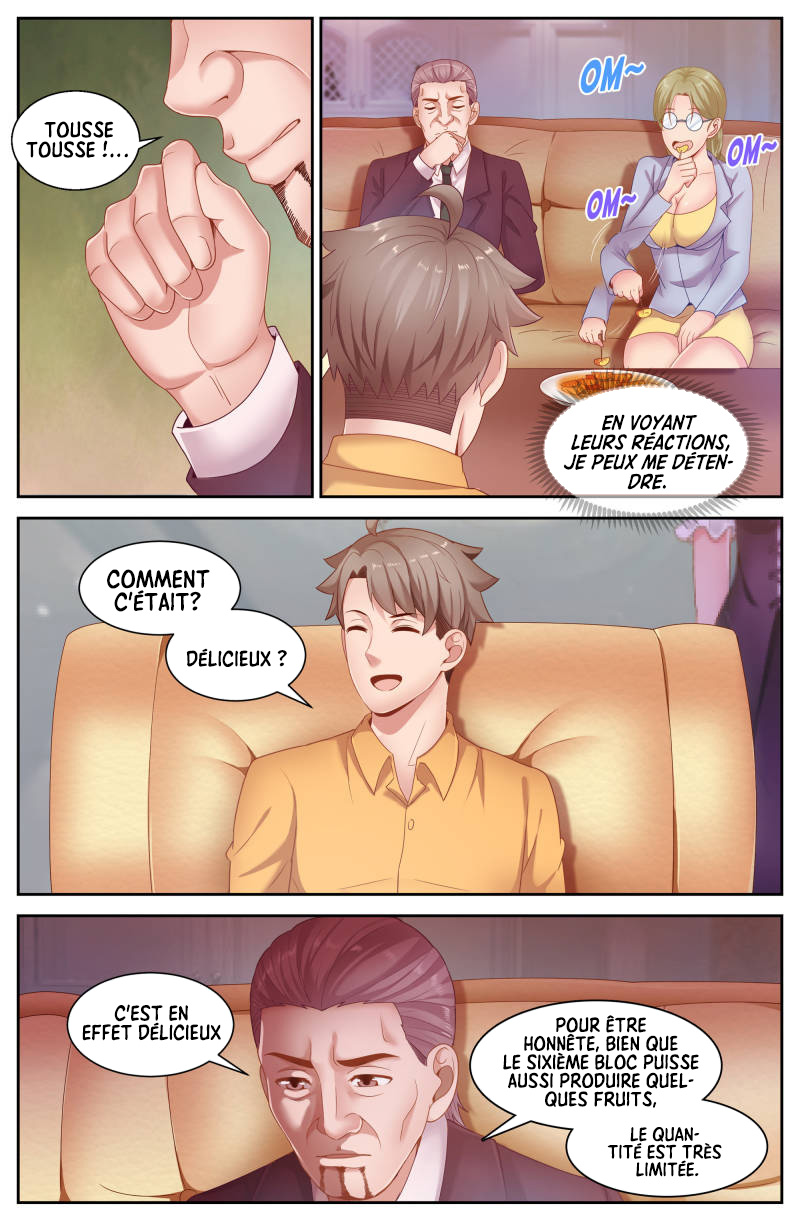 TOUSSE
TOUSSE !...
OM~
OM~
OM~
EN VOYANT
LEURS RÉACTIONS,
JE PEUX ME DÉTEN-
DRE.
COMMENT
C'ÉTAIT?
DÉLICIEUX ?
C'EST EN
EFFET DÉLICIEUX
POUR ÊTRE
HONNÊTE, BIEN QUE
LE SIXIÈME BLOC PUISSE
AUSSI PRODUIRE QUEL-
QUES FRUITS,
LE QUAN-
TITÉ EST TRÈS
LIMITÉE.